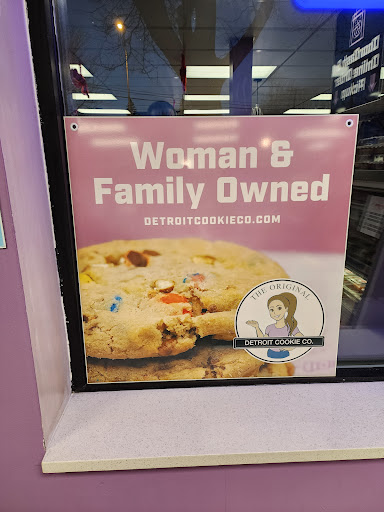 Woman &
Family Owned
DETROITCOOKIECO.COM
THE ORIGINAL
DETROIT COOKIE CO.